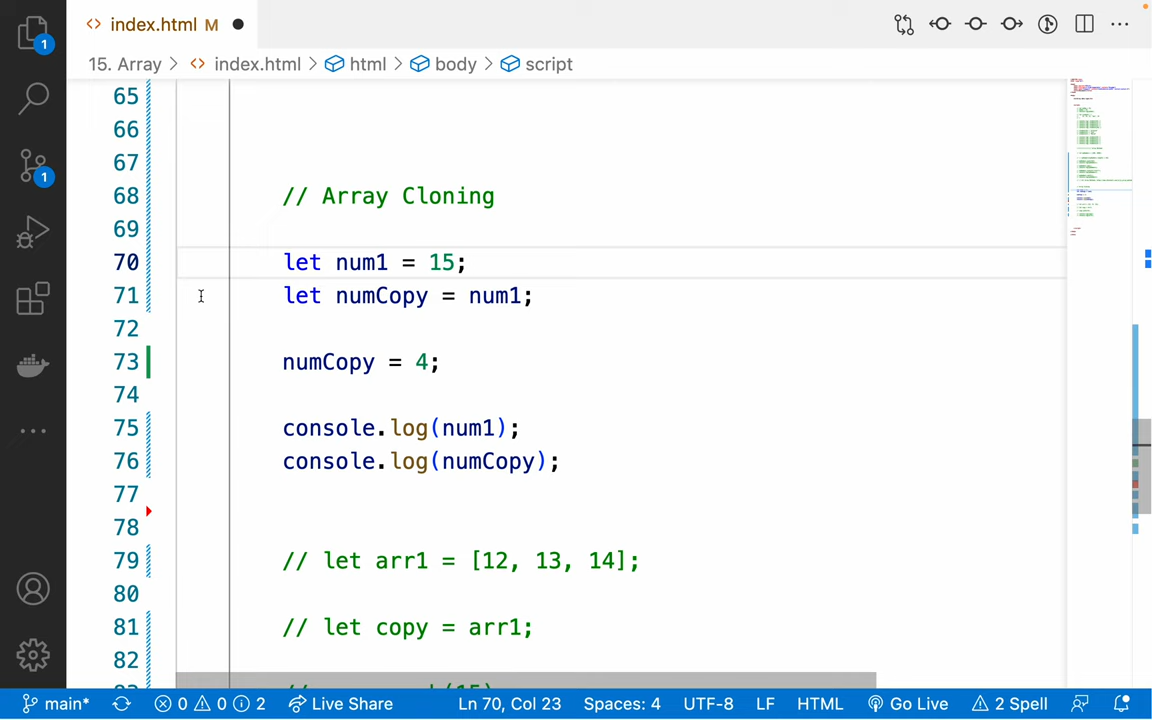 index.html M
15. Array > index.html > html > body > script
1
1
65
66
67
68 // Array Cloning
69
70 let num1 = 15;
71 let numCopy = num1;
72
73 numCopy = 4;
74
75 console.log(num1);
76 console.log(numCopy);
77
78
79 // let arr1 = [12, 13, 14];
80
81 // let copy = arr1;
82
main* 0 0 2 Live Share Ln 70, Col 23 Spaces: 4 UTF-8 LF HTML Go Live 2 Spell